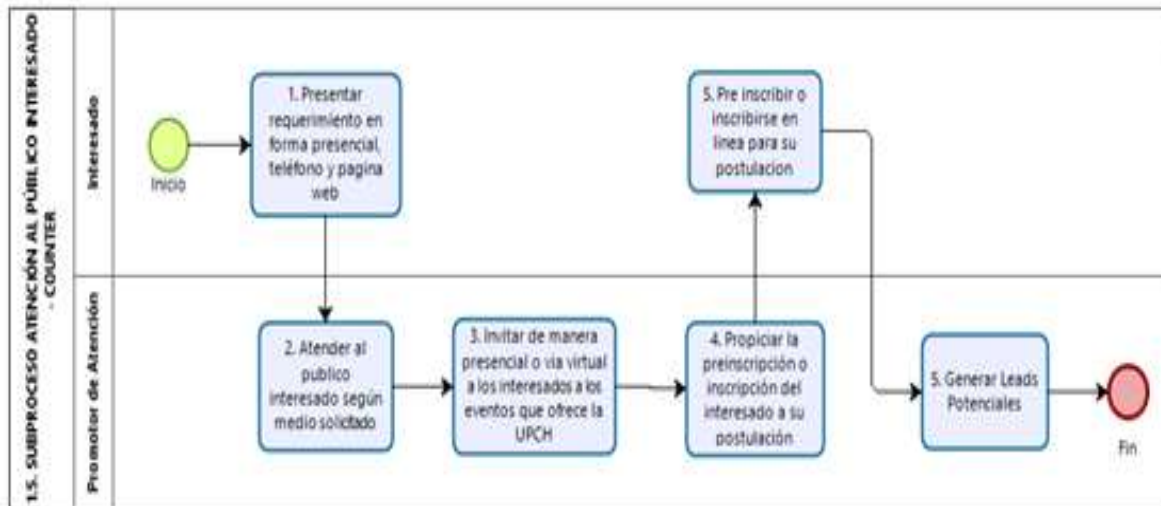 1.5. SUBPROCESO ATENCIÓN AL PÚBLICO INTERESADO
- COUNTER
Interesado
Inicio
1. Presentar
requerimiento en
forma presencial,
teléfono y pagina
web
5. Pre inscribir o
inscribirse en
linea para su
postulacion
Promotor de Atención
2. Atender al
publico
interesado según
medio solicitado
3. Invitar de manera
presencial o via virtual
a los interesados a los
eventos que ofrece la
UPCH
4. Propiciar la
preinscripción o
inscripción del
interesado a su
postulación
5. Generar Leads
Potenciales
Fin